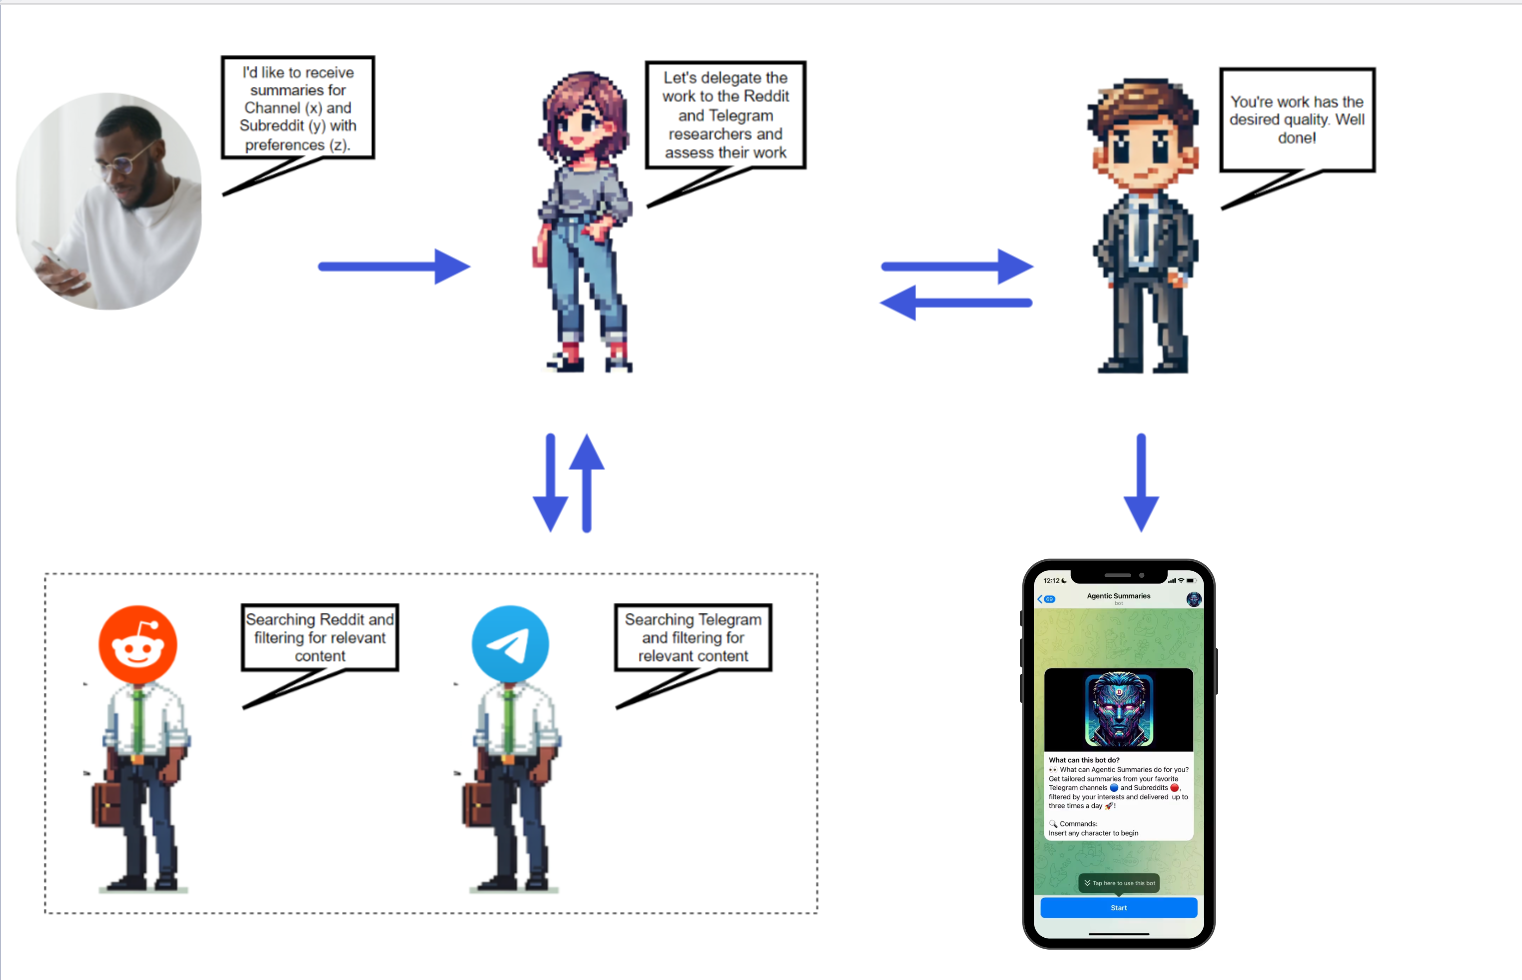 I'd like to receive
summaries for
Channel (x) and
Subreddit (y) with
preferences (z).
Let's delegate the
work to the Reddit
and Telegram
researchers and
assess their work
You're work has the
desired quality. Well
done!
Searching Reddit and
filtering for relevant
content
Searching Telegram
and filtering for
relevant content
12:12
Agentic Summaries
bot
What can this bot do?
👀 What can Agentic Summaries do for you?
Get tailored summaries from your favorite
Telegram channels 🔵 and Subreddits 🔴,
filtered by your interests and delivered up to
three times a day 🚀!
🔍 Commands:
Insert any character to begin
Tap here to use this bot
Start